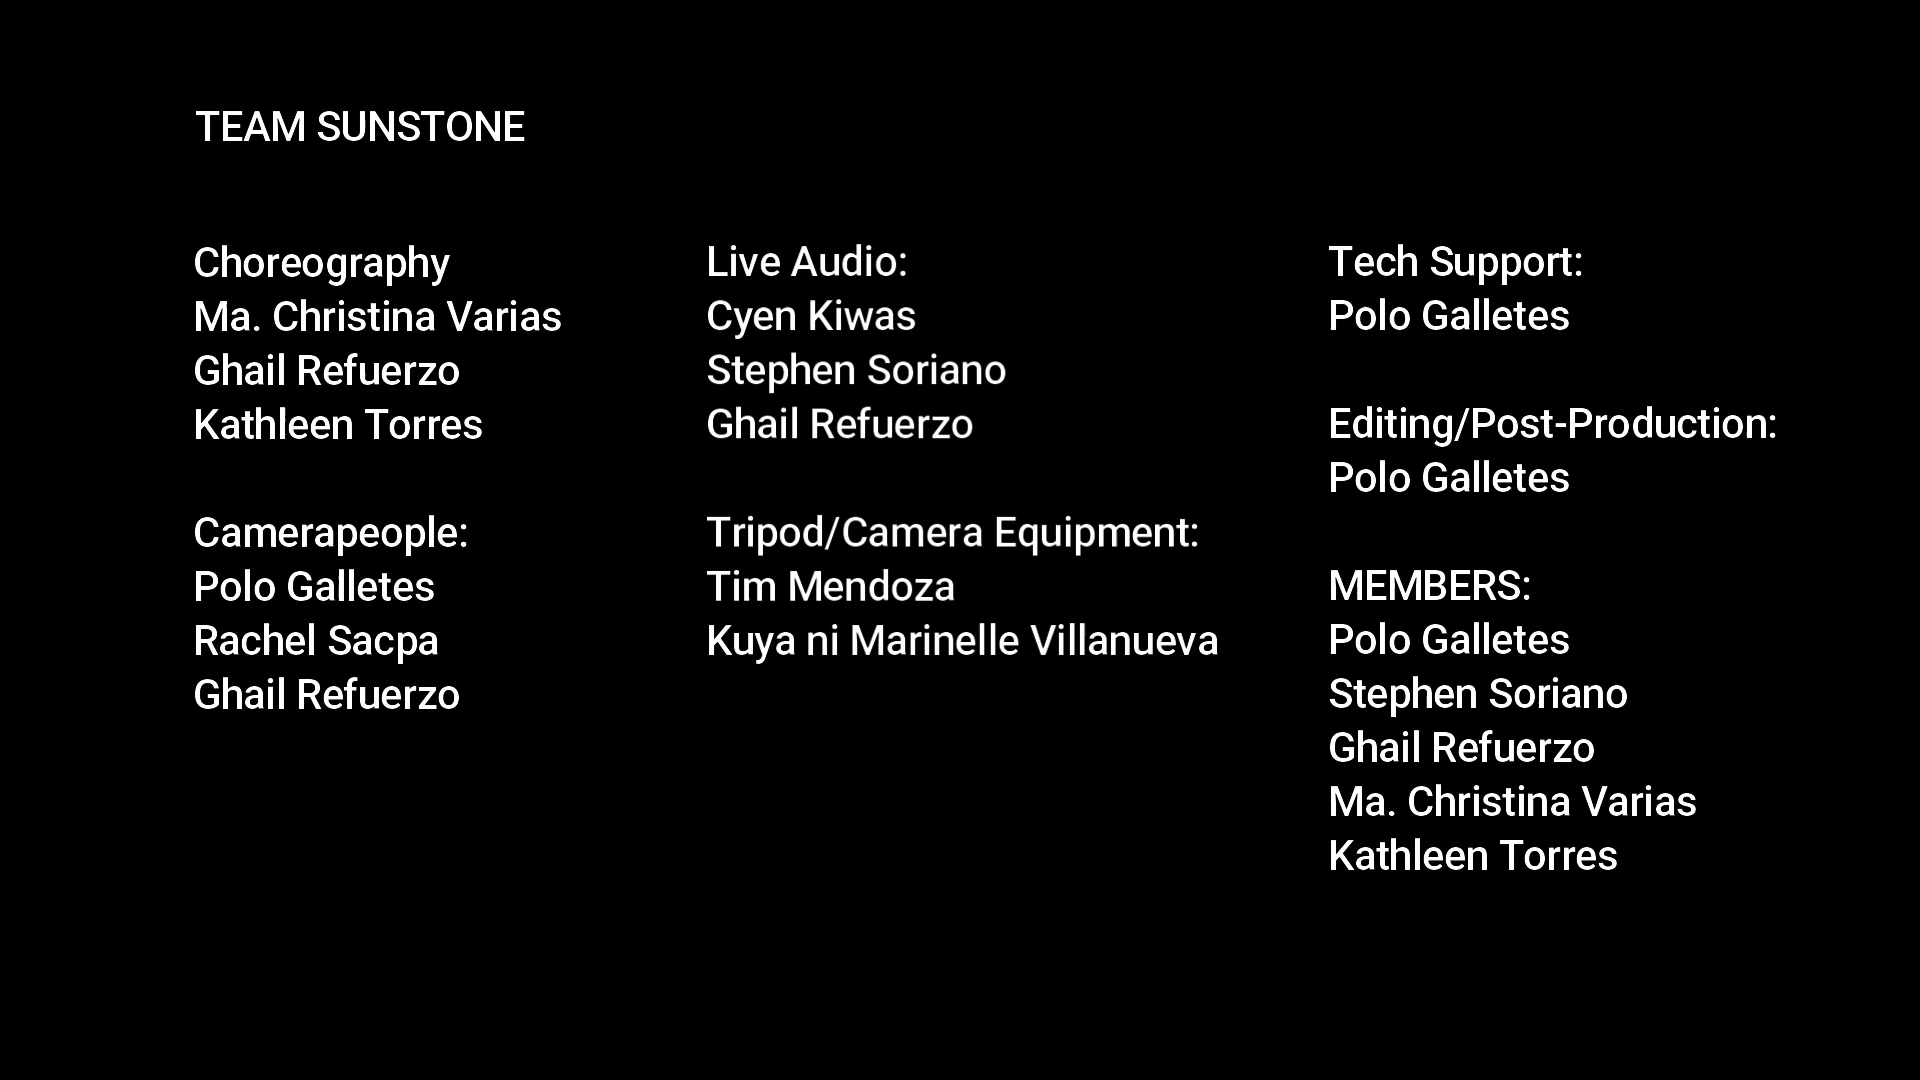 TEAM SUNSTONE
Choreography
Ma. Christina Varias
Ghail Refuerzo
Kathleen Torres
Camerapeople:
Polo Galletes
Rachel Sacpa
Ghail Refuerzo
Live Audio:
Cyen Kiwas
Stephen Soriano
Ghail Refuerzo
Tripod/Camera Equipment:
Tim Mendoza
Kuya ni Marinelle Villanueva
Tech Support:
Polo Galletes
Editing/Post-Production:
Polo Galletes
MEMBERS:
Polo Galletes
Stephen Soriano
Ghail Refuerzo
Ma. Christina Varias
Kathleen Torres